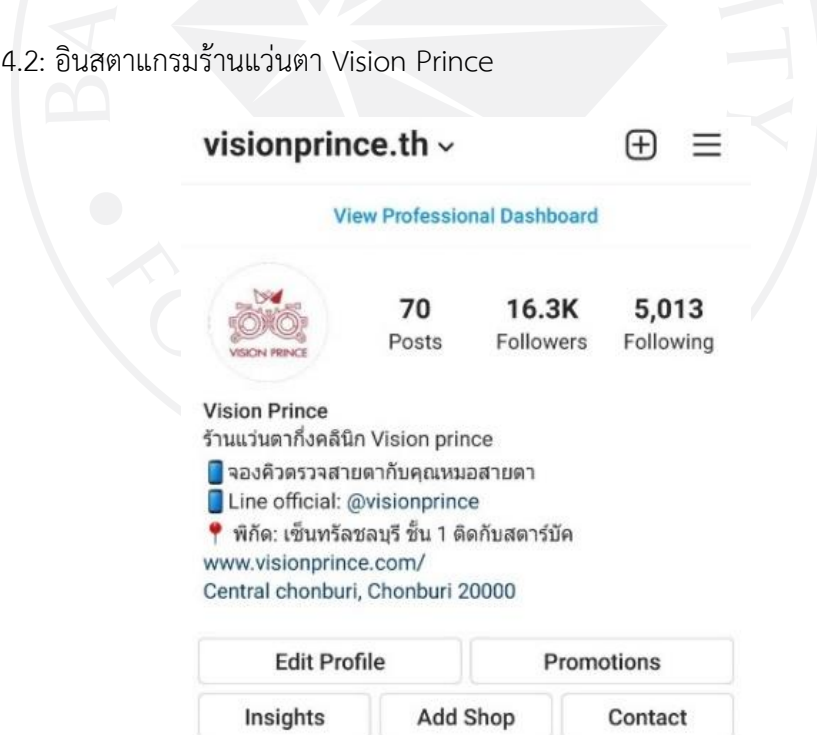 4.2: อินสตาแกรมร้านแว่นตา Vision Prince
visionprince.th
View Professional Dashboard
VISION PRINCE
70 16.3K 5,013
Posts Followers Following
Vision Prince
ร้านแว่นตากึ่งคลินิก Vision prince
จองคิวตรวจสายตากับคุณหมอสายตา
Line official: @visionprince
พิกัด: เซ็นทรัลชลบุรี ชั้น 1 ติดกับสตาร์บัค
www.visionprince.com/
Central chonburi, Chonburi 20000
Edit Profile Promotions
Insights Add Shop Contact